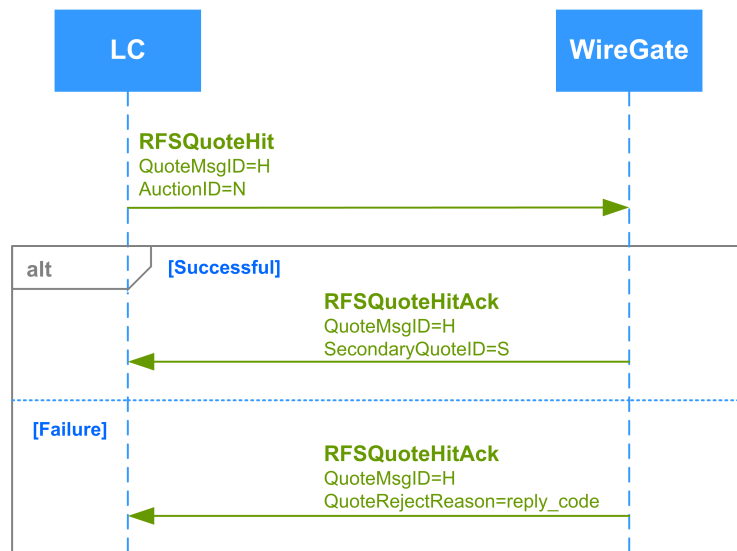 LC
WireGate
RFSQuoteHit
QuoteMsgID=H
AuctionID=N
alt
[Successful]
RFSQuoteHitAck
QuoteMsgID=H
SecondaryQuoteID=S
[Failure]
RFSQuoteHitAck
QuoteMsgID=H
QuoteRejectReason=reply_code